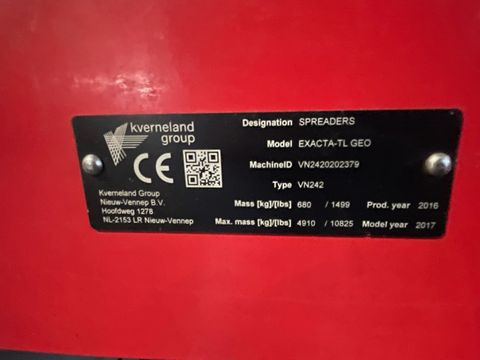 kverneland
group
CE
Kverneland Group
Nieuw-Vennep B.V.
Hoofdweg 1278
NL-2153 LR Nieuw-Vennep
Designation SPREADERS
Model EXACTA-TL GEO
MachineID VN2420202379
Type VN242
Mass [kg]/[lbs] 680 / 1499 Prod. year 2016
Max. mass [kg]/[lbs] 4910 / 10825 Model year 2017